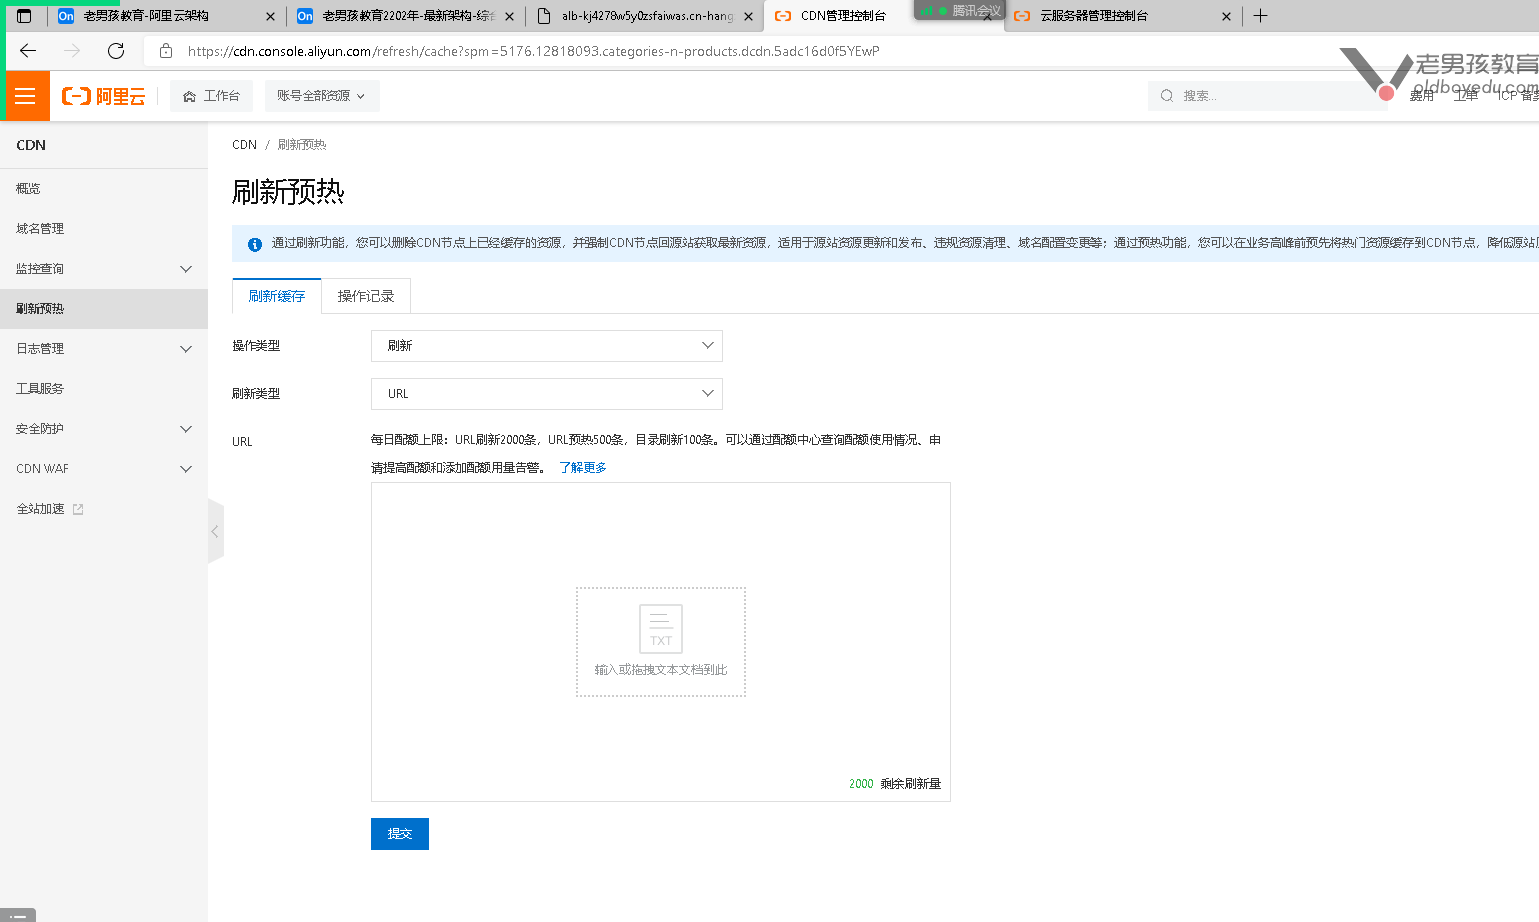 老男孩教育-阿里云架构
老男孩教育2202年-最新架构-综合
alb-kj4278w5y0zsfaiwas.cn-hang
CDN管理控制台
腾讯会议
云服务器管理控制台
https://cdn.console.aliyun.com/refresh/cache?spm=5176.12818093.categories-n-products.dcdn.5adc16d0f5YEwP
老男孩教育
oldboyedu.com
阿里云
工作台
账号全部资源
搜索...
费用
工单
ICP 备案
CDN
概览
域名管理
监控查询
刷新预热
日志管理
工具服务
安全防护
CDN WAF
全站加速
CDN / 刷新预热
刷新预热
通过刷新功能，您可以删除CDN节点上已经缓存的资源，并强制CDN节点回源站获取最新资源，适用于源站资源更新和发布、违规资源清理、域名配置变更等；通过预热功能，您可以在业务高峰前预先将热门资源缓存到CDN节点，降低源站
刷新缓存
操作记录
操作类型
刷新
刷新类型
URL
URL
每日配额上限：URL刷新2000条，URL预热500条，目录刷新100条。可以通过配额中心查询配额使用情况、申
请提高配额和添加配额用量告警。 了解更多
TXT
输入或拖拽文本文档到此
2000 剩余刷新量
提交